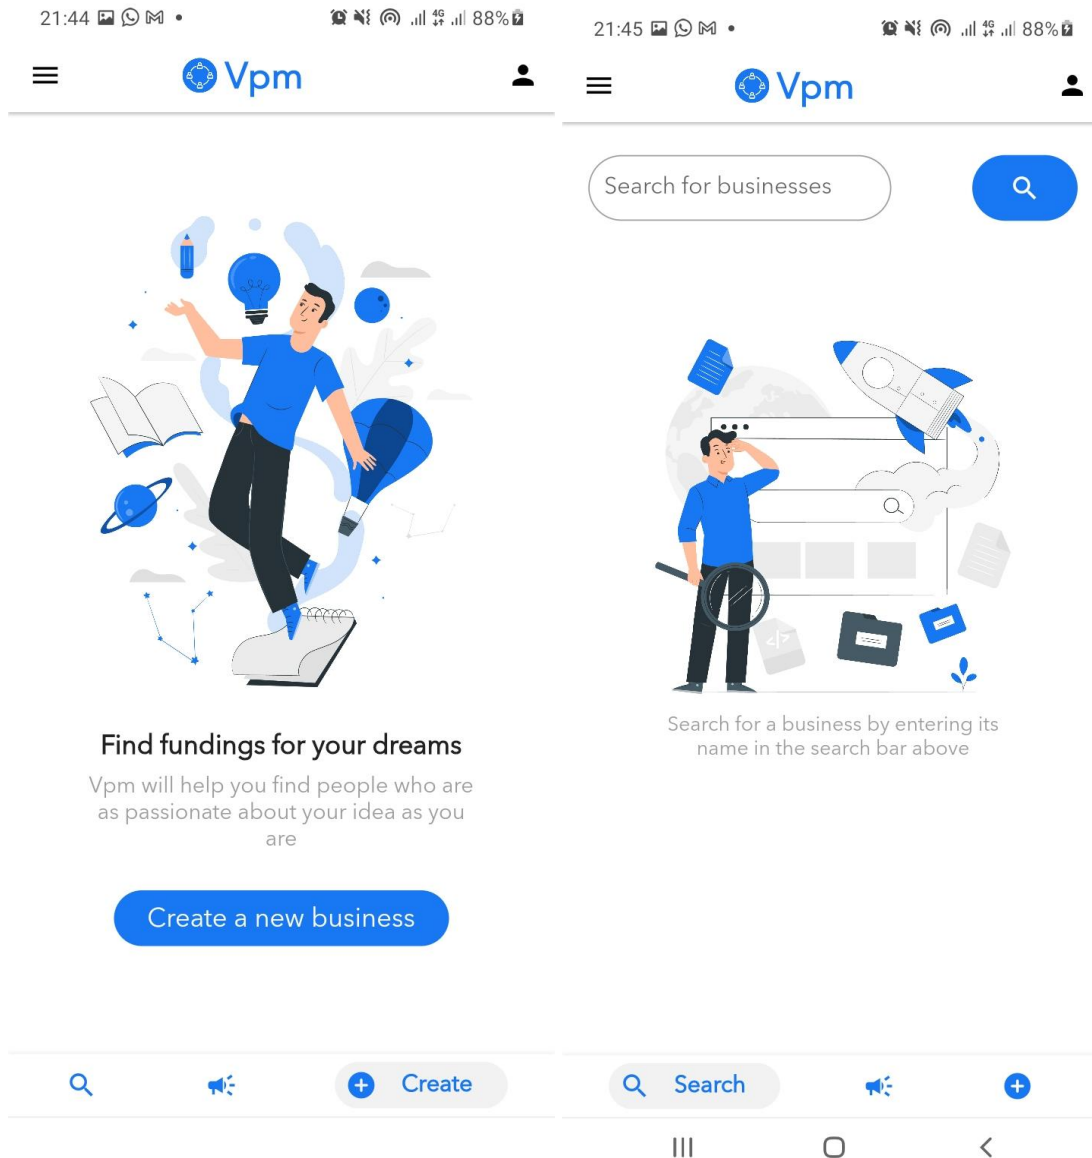 21:44
88%
Vpm
Find fundings for your dreams
Vpm will help you find people who are
as passionate about your idea as you
are
Create a new business
Create
21:45
4G
88%
Vpm
Search for businesses
Search for a business by entering its
name in the search bar above
Search